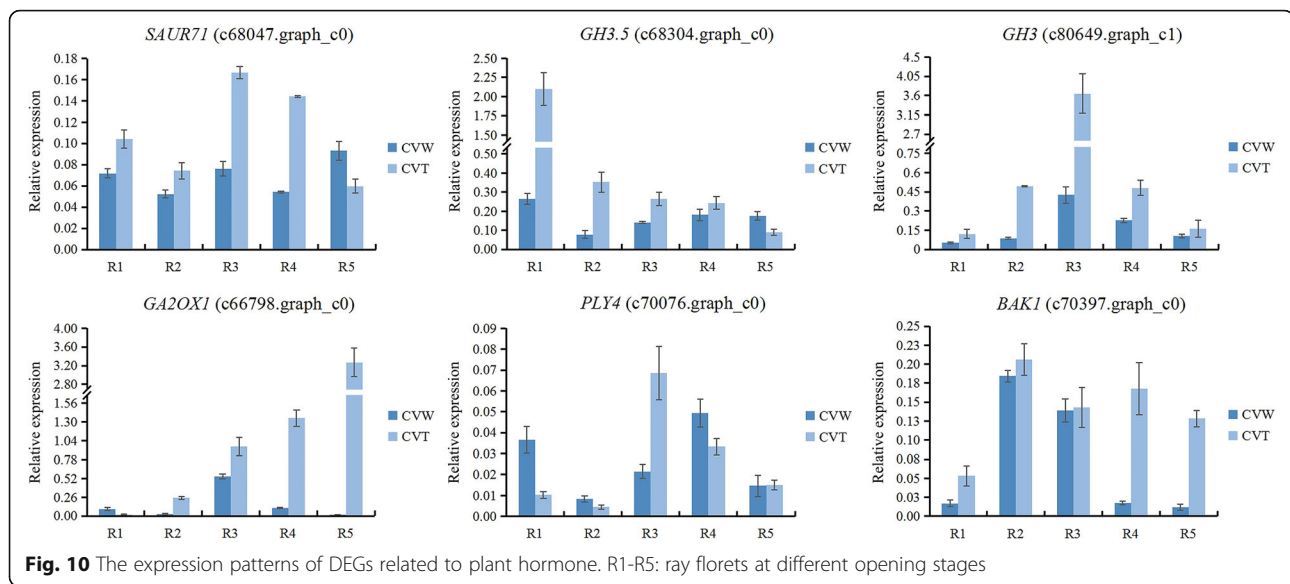 SAUR71 (c68047.graph_c0)
Relative expression
0.18
0.16
0.14
0.12
0.10
0.08
0.06
0.04
0.02
0.00
R1 R2 R3 R4 R5
CVW
CVT
GH3.5 (c68304.graph_c0)
Relative expression
2.50
2.25
2.00
1.75
1.50
0.50
0.40
0.30
0.20
0.10
0.00
R1 R2 R3 R4 R5
CVW
CVT
GH3 (c80649.graph_c1)
Relative expression
4.5
4.05
3.6
3.15
2.7
0.75
0.6
0.45
0.3
0.15
0
R1 R2 R3 R4 R5
CVW
CVT
GA2OX1 (c66798.graph_c0)
Relative expression
4.00
3.60
3.20
2.80
1.56
1.30
1.04
0.78
0.52
0.26
0.00
R1 R2 R3 R4 R5
CVW
CVT
PLY4 (c70076.graph_c0)
Relative expression
0.09
0.08
0.07
0.06
0.05
0.04
0.03
0.02
0.01
0.00
R1 R2 R3 R4 R5
CVW
CVT
BAK1 (c70397.graph_c0)
Relative expression
0.25
0.23
0.20
0.18
0.15
0.13
0.10
0.08
0.05
0.03
0.00
R1 R2 R3 R4 R5
CVW
CVT
Fig. 10 The expression patterns of DEGs related to plant hormone. R1-R5: ray florets at different opening stages